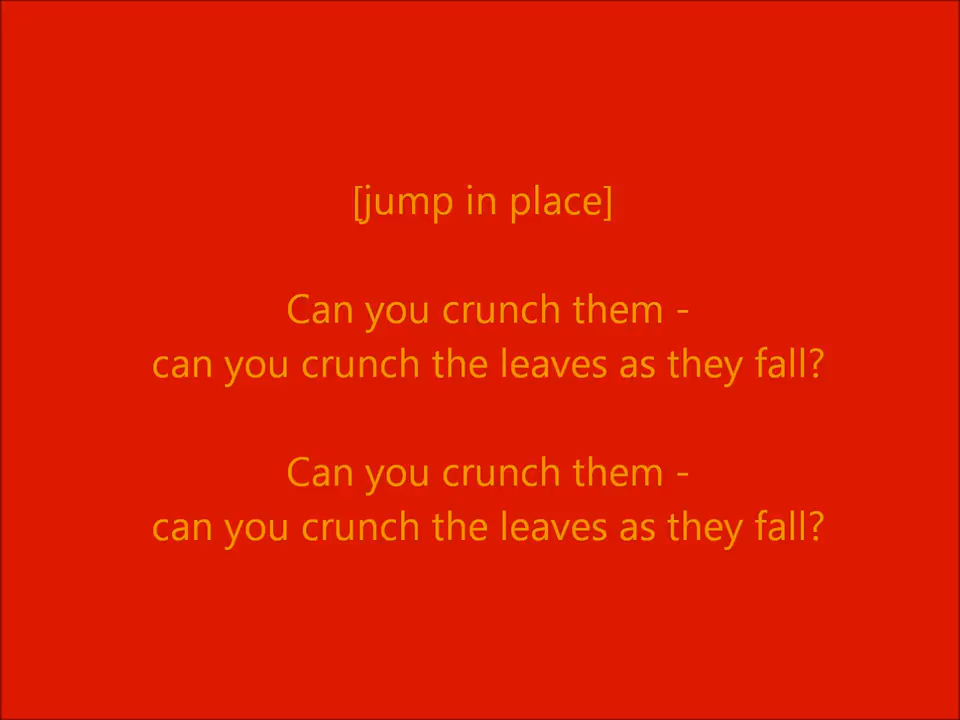 [jump in place]
Can you crunch them -
can you crunch the leaves as they fall?
Can you crunch them -
can you crunch the leaves as they fall?